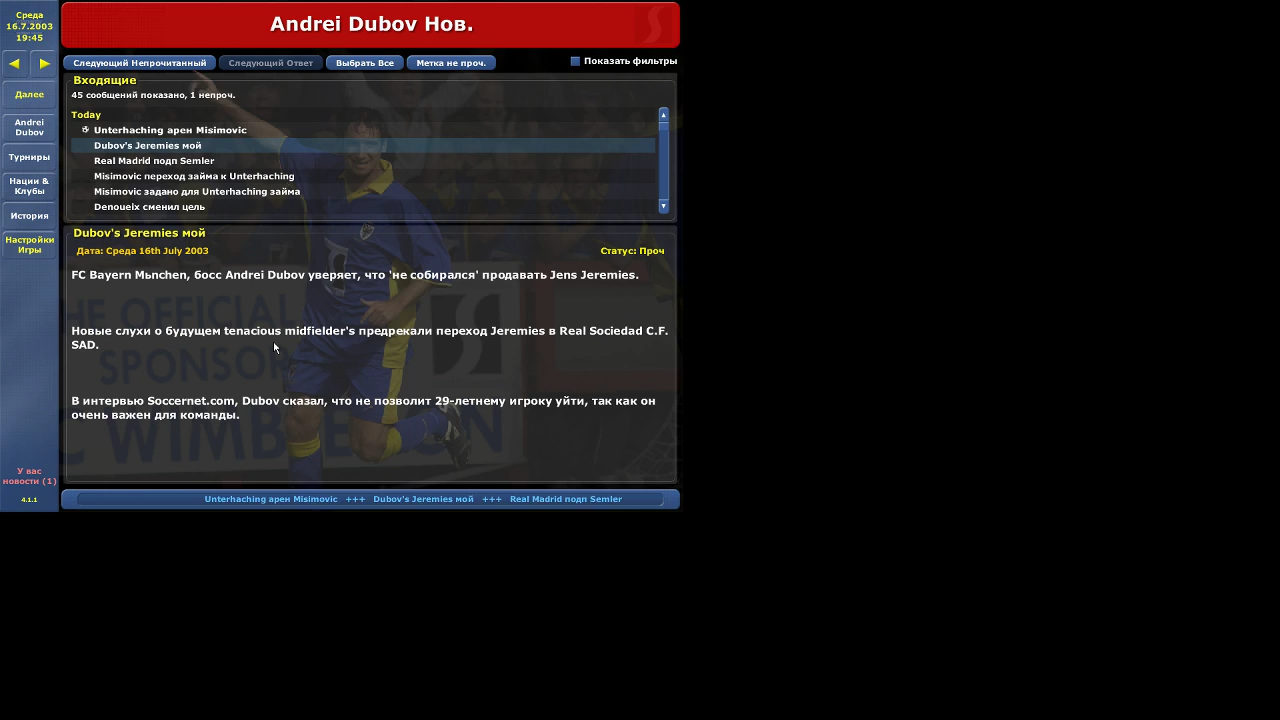 Среда
16.7.2003
19:45
Andrei Dubov Нов.
Следующий Непрочитанный
Следующий Ответ
Выбрать Все
Метка не проч.
Показать фильтры
Далее
Andrei
Dubov
Турниры
Нации &
Клубы
История
Настройки
Игры
Входящие
45 сообщений показано, 1 непроч.
Today
Unterhaching арен Misimovic
Dubov's Jeremies мой
Real Madrid подп Semler
Misimovic переход займа к Unterhaching
Misimovic задано для Unterhaching займа
Denoueix сменил цель
Dubov's Jeremies мой
Дата: Среда 16th July 2003
Статус: Проч
FC Bayern Mьnchen, босс Andrei Dubov уверяет, что 'не собирался' продавать Jens Jeremies.
Новые слухи о будущем tenacious midfielder's предрекали переход Jeremies в Real Sociedad C.F.
SAD.
В интервью Soccernet.com, Dubov сказал, что не позволит 29-летнему игроку уйти, так как он
очень важен для команды.
THE OFFICIAL
SPONSOR
WIMBLEDON
У вас
новости (1)
4.1.1
Unterhaching арен Misimovic +++ Dubov's Jeremies мой +++ Real Madrid подп Semler